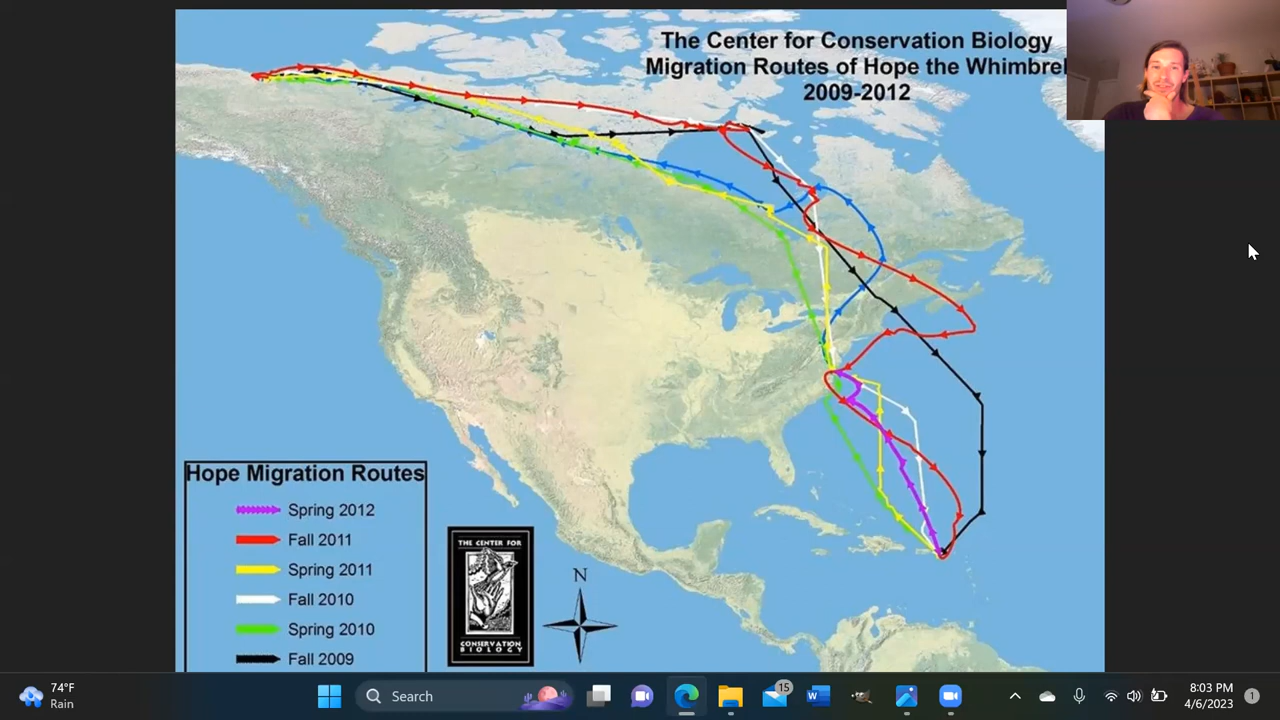 The Center for Conservation Biology
Migration Routes of Hope the Whimbrel
2009-2012
Hope Migration Routes
Spring 2012
Fall 2011
Spring 2011
Fall 2010
Spring 2010
Fall 2009
THE CENTER FOR
CONSERVATION
BIOLOGY
N
74°F
Rain
Search
15
8:03 PM
4/6/2023
1